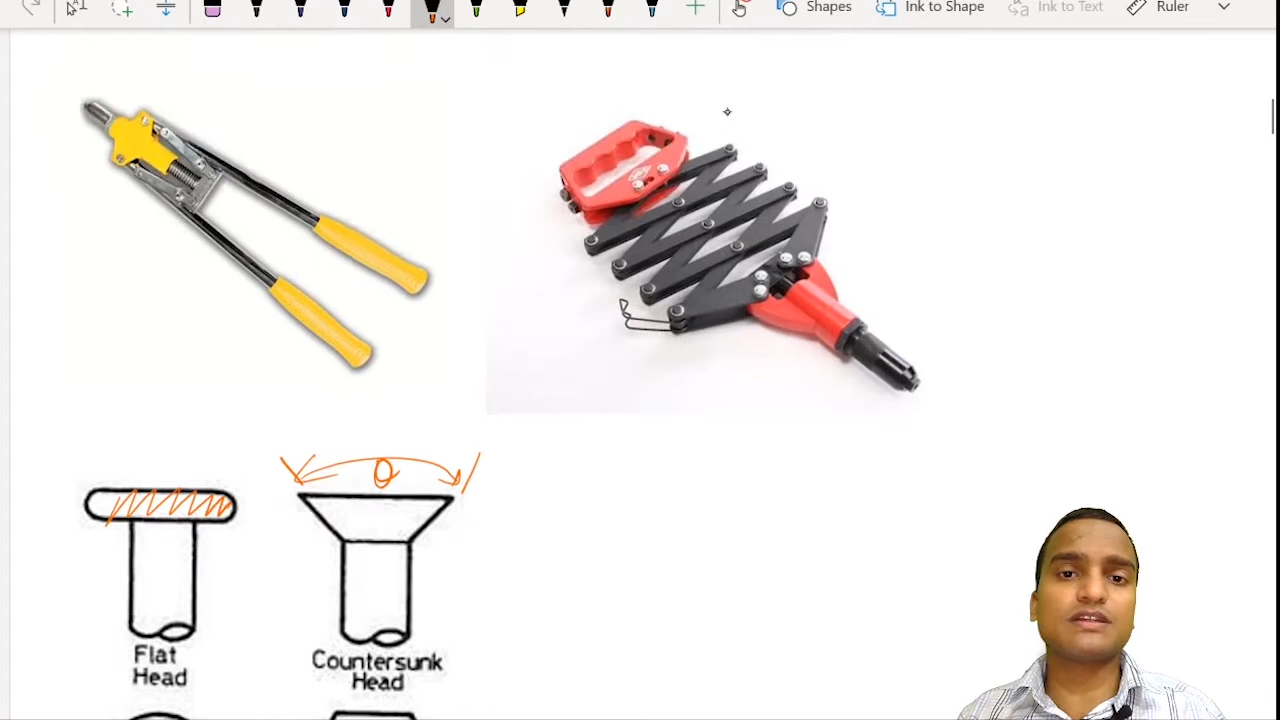 Shapes
Ink to Shape
Ink to Text
Ruler
θ
Flat
Head
Countersunk
Head